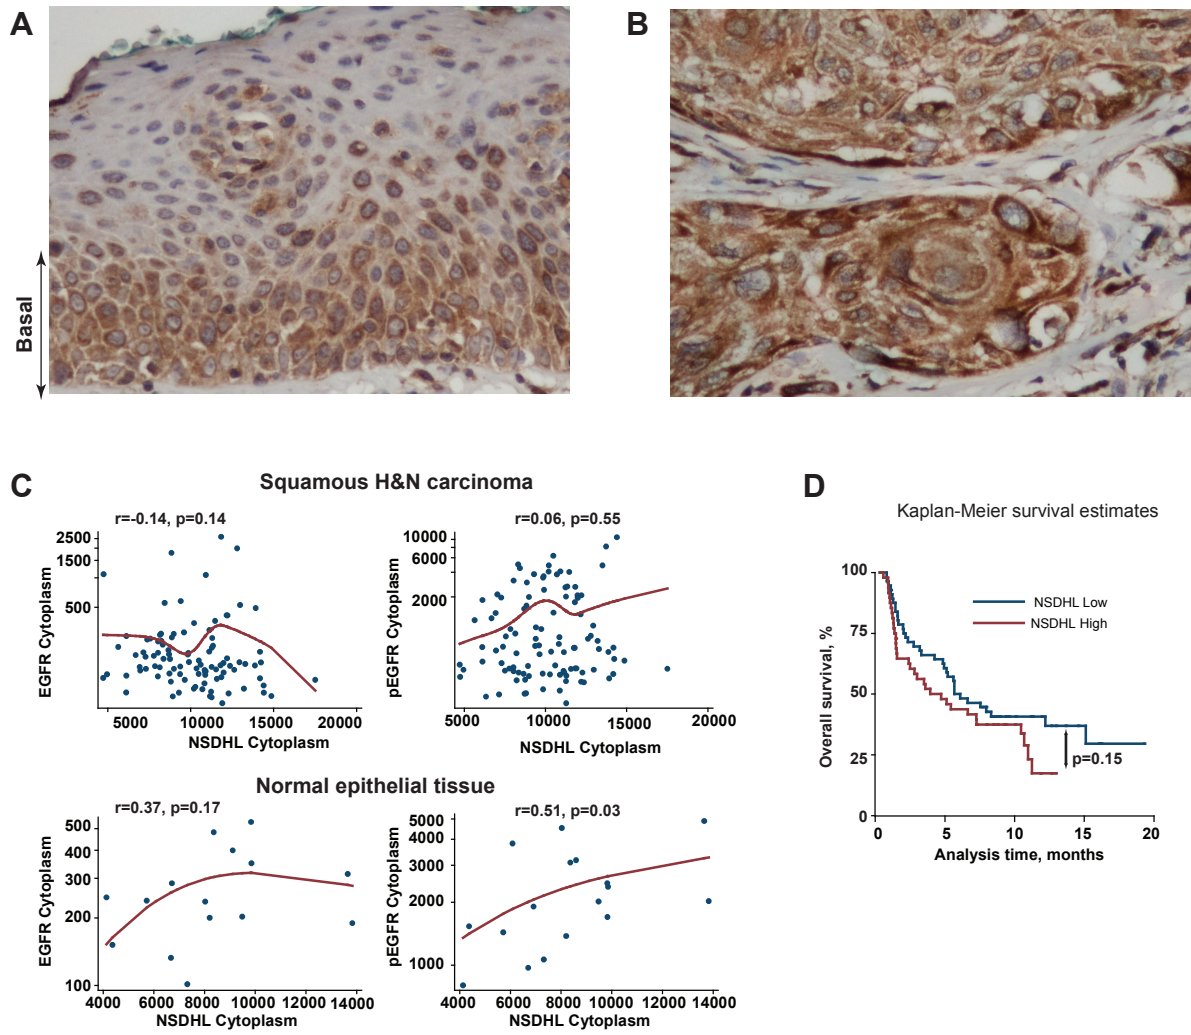 A
B
Basal
C
Squamous H&N carcinoma
r=-0.14, p=0.14
2500
1500
500
EGFR Cytoplasm
5000
10000
15000
20000
NSDHL Cytoplasm
r=0.06, p=0.55
10000
6000
2000
pEGFR Cytoplasm
5000
10000
15000
20000
NSDHL Cytoplasm
Normal epithelial tissue
r=0.37, p=0.17
500
400
300
200
100
EGFR Cytoplasm
4000
6000
8000
10000
12000
14000
NSDHL Cytoplasm
r=0.51, p=0.03
5000
4000
3000
2000
1000
pEGFR Cytoplasm
4000
6000
8000
10000
12000
14000
NSDHL Cytoplasm
D
Kaplan-Meier survival estimates
100
75
50
25
0
Overall survival, %
NSDHL Low
NSDHL High
p=0.15
0
5
10
15
20
Analysis time, months